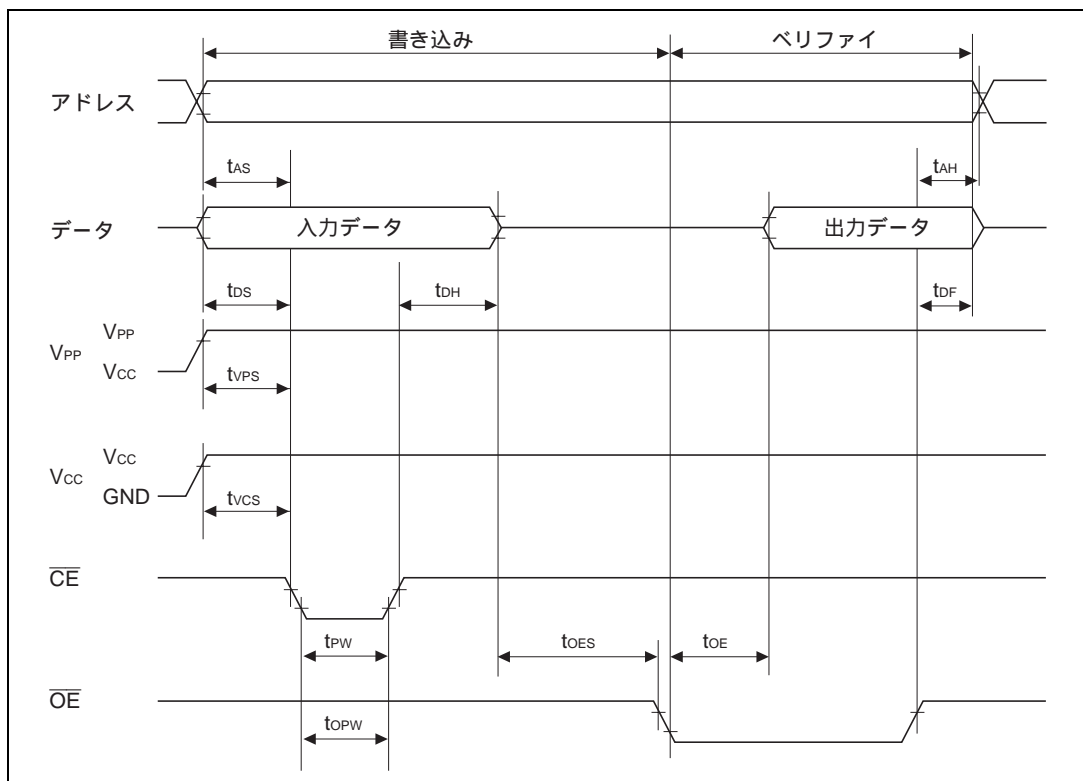 書き込み ベリファイ
アドレス
tAS tAH
データ 入力データ 出力データ
tDS tDH tDF
VPP
VPP
VCC
tVPS
VCC
VCC
GND
tVCS
CE
tPW tOES tOE
OE
tOPW